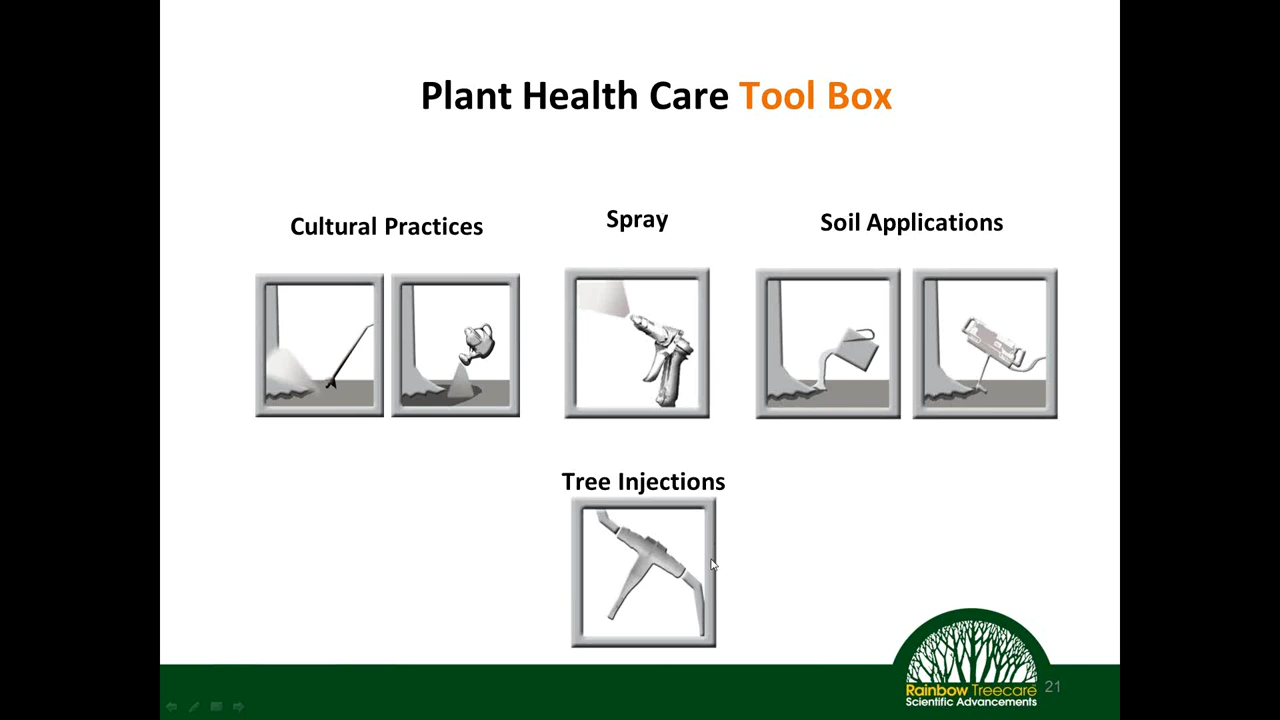 Plant Health Care Tool Box
Cultural Practices
Spray
Soil Applications
Tree Injections
Rainbow Treecare
Scientific Advancements
21